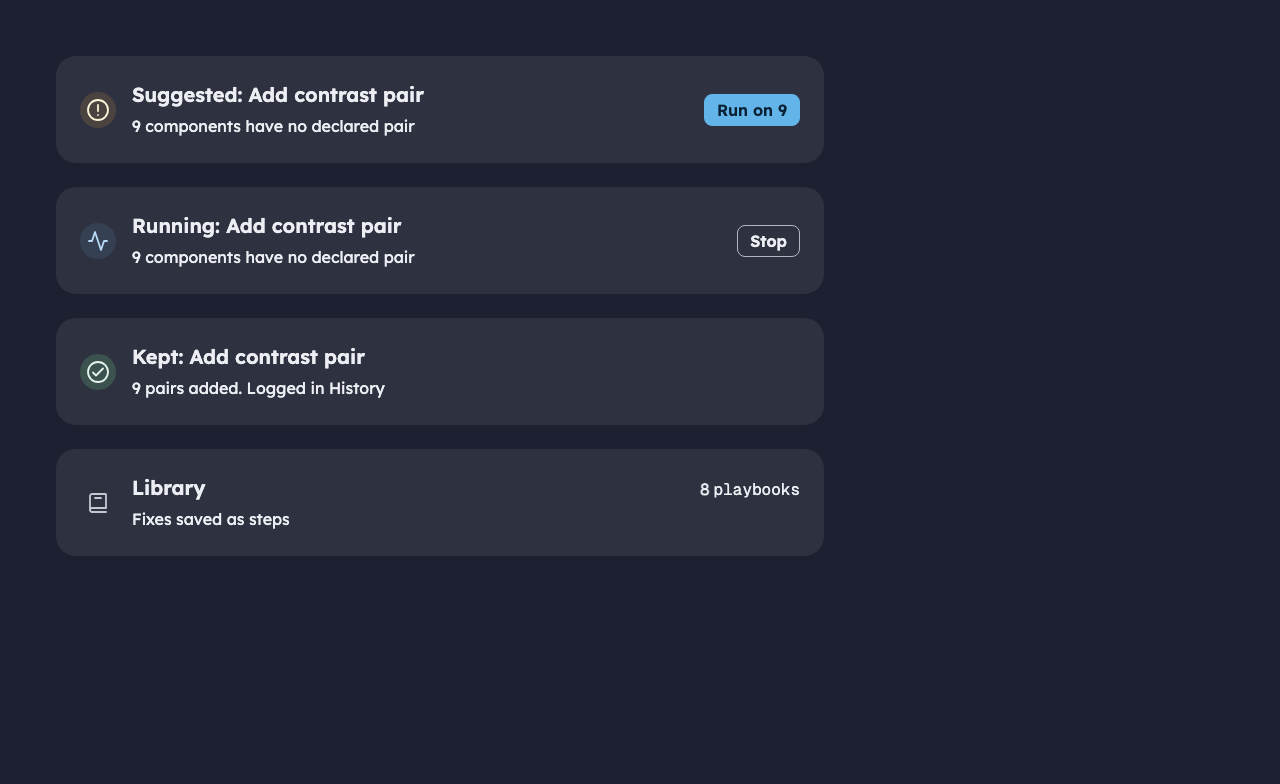 Suggested: Add contrast pair
9 components have no declared pair
Run on 9
Running: Add contrast pair
9 components have no declared pair
Stop
Kept: Add contrast pair
9 pairs added. Logged in History
Library
8 playbooks
Fixes saved as steps